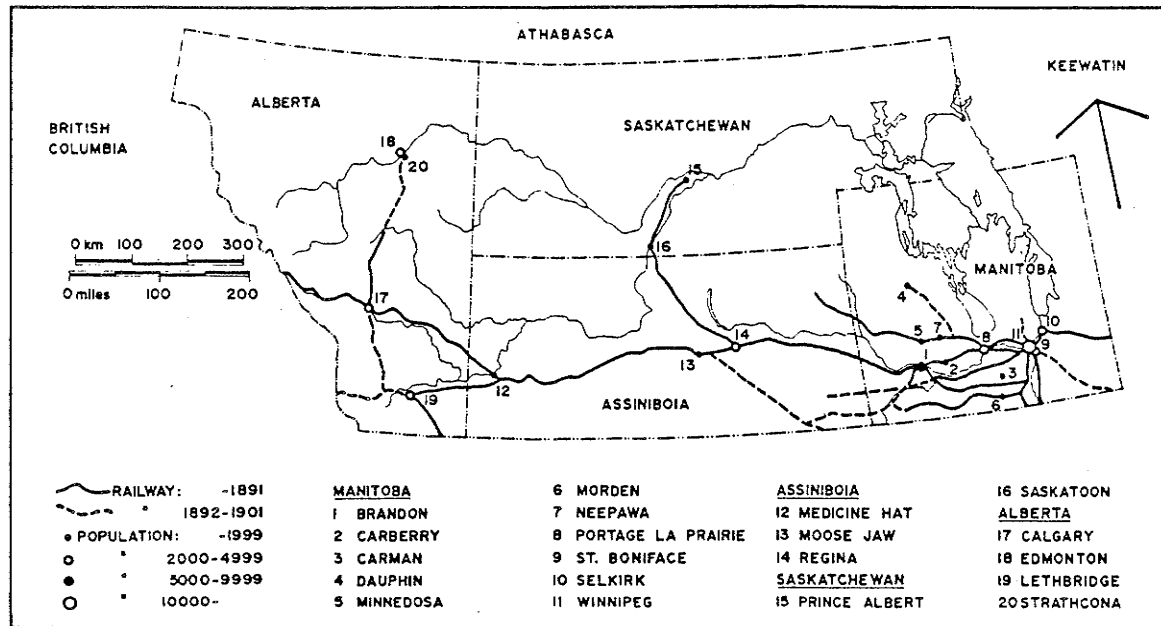 ATHABASCA
KEEWATIN
ALBERTA
BRITISH
COLUMBIA
SASKATCHEWAN
18
20
15
0 km 100 200 300
0 miles 100 200
16
MANITOBA
4
17
10
5 7
8
11
9
14
2
3
13
12
19
ASSINIBOIA
6
RAILWAY: -1891
" 1892-1901
POPULATION: -1999
" 2000-4999
" 5000-9999
" 10000-
MANITOBA
1 BRANDON
2 CARBERRY
3 CARMAN
4 DAUPHIN
5 MINNEDOSA
6 MORDEN
7 NEEPAWA
8 PORTAGE LA PRAIRIE
9 ST. BONIFACE
10 SELKIRK
11 WINNIPEG
ASSINIBOIA
12 MEDICINE HAT
13 MOOSE JAW
14 REGINA
SASKATCHEWAN
15 PRINCE ALBERT
16 SASKATOON
ALBERTA
17 CALGARY
18 EDMONTON
19 LETHBRIDGE
20 STRATHCONA